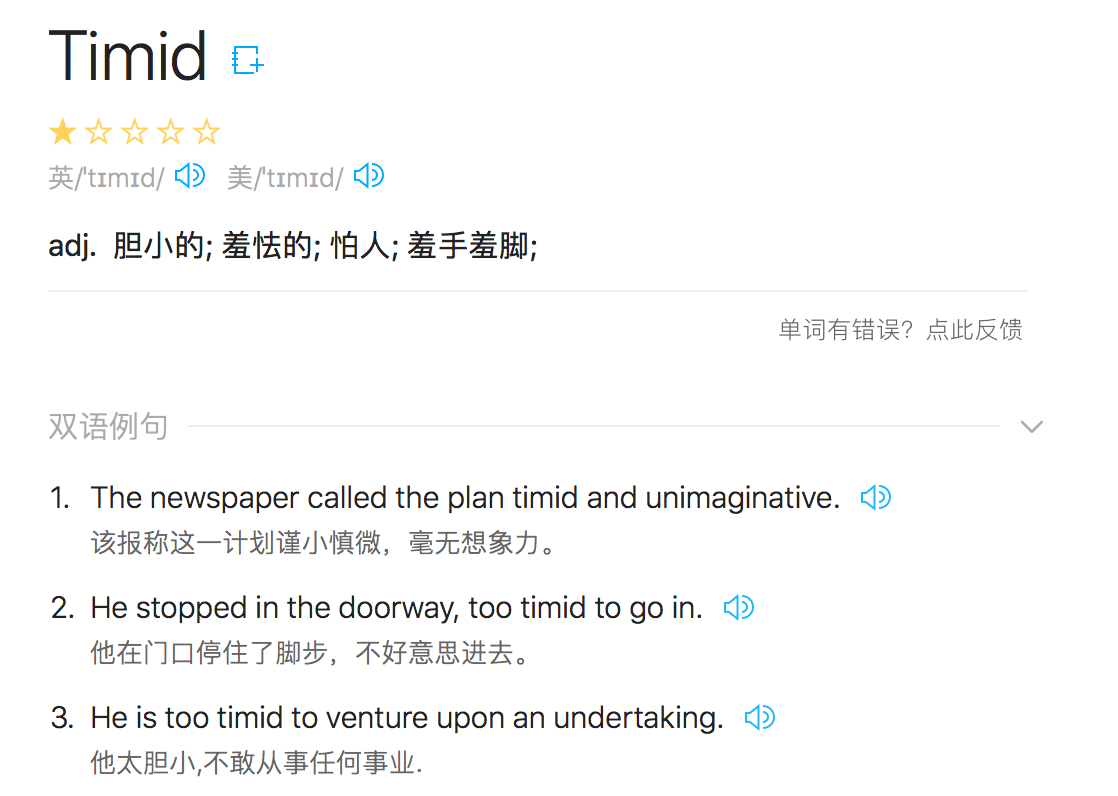 Timid
英/'tɪmɪd/ 美/'tɪmɪd/
adj. 胆小的; 羞怯的; 怕人; 羞手羞脚;
单词有错误？点此反馈
双语例句
1. The newspaper called the plan timid and unimaginative.
该报称这一计划谨小慎微，毫无想象力。
2. He stopped in the doorway, too timid to go in.
他在门口停住了脚步，不好意思进去。
3. He is too timid to venture upon an undertaking.
他太胆小,不敢从事任何事业.